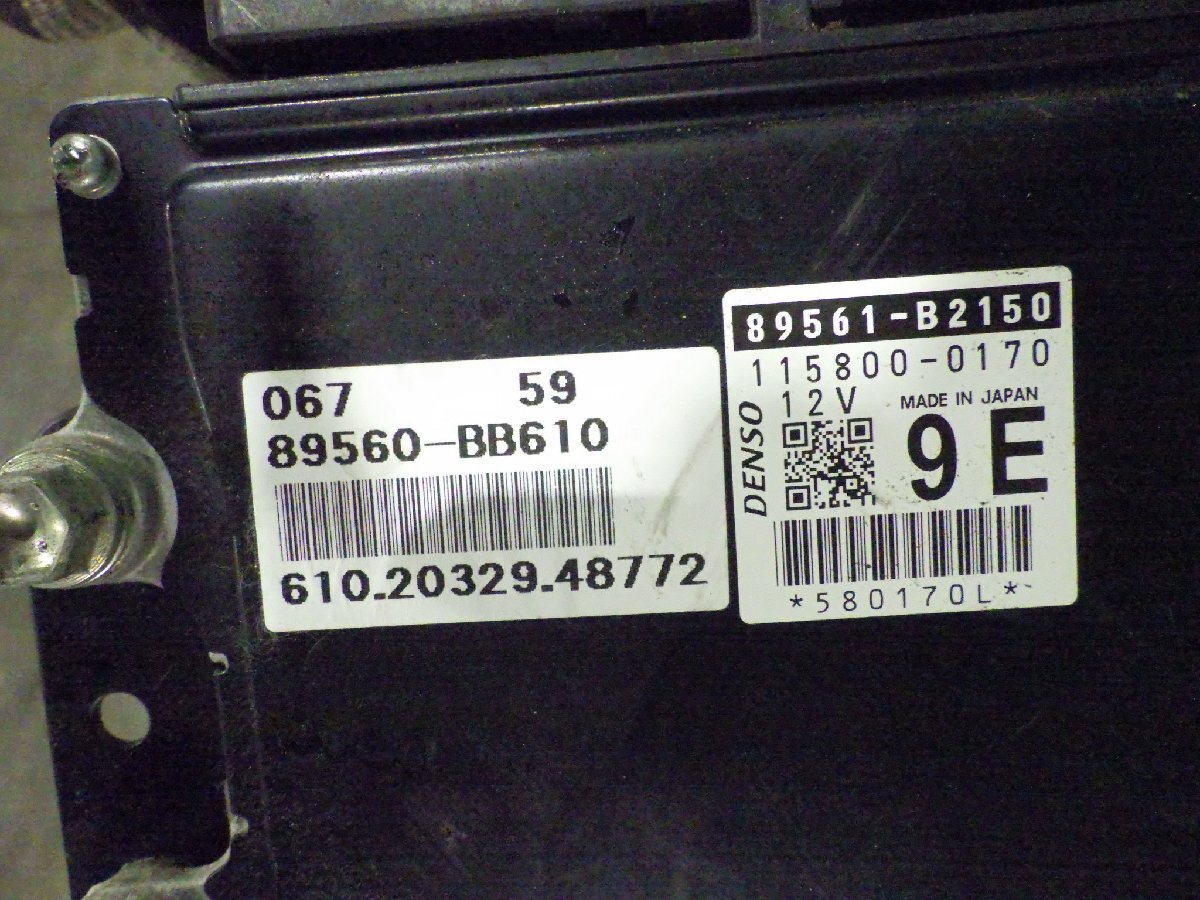 067 59
89560-BB610
610.20329.48772
89561-B2150
115800-0170
12V MADE IN JAPAN
DENSO
9E
*580170L*